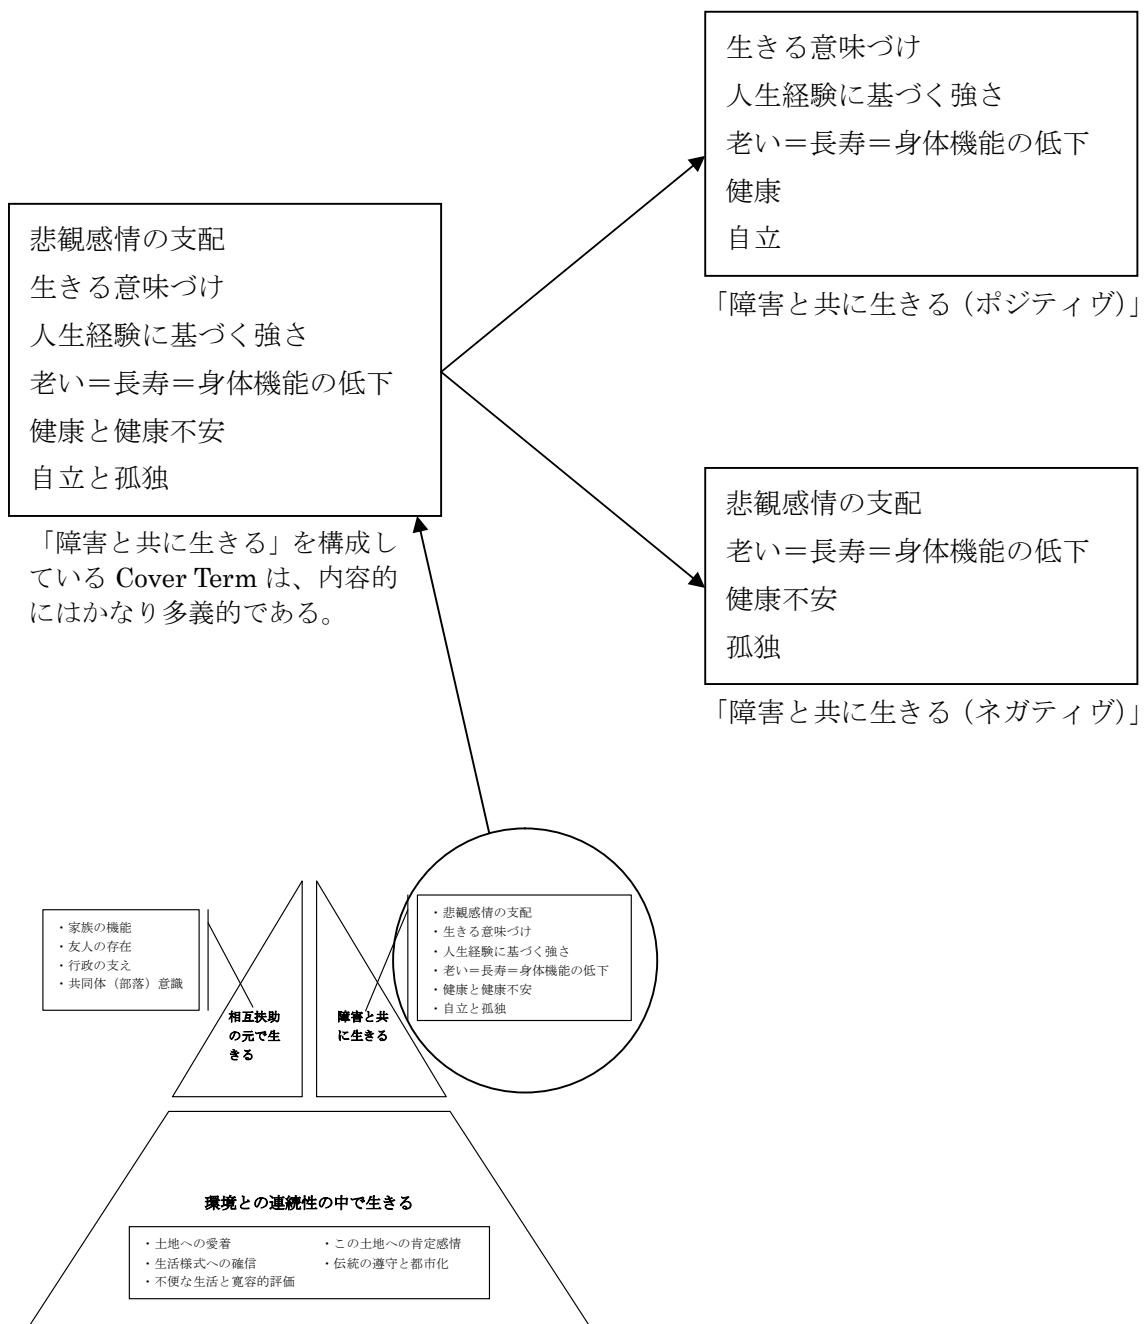 生きる意味づけ
人生経験に基づく強さ
老い＝長寿＝身体機能の低下
健康
自立
「障害と共に生きる（ポジティヴ）」
悲観感情の支配
生きる意味づけ
人生経験に基づく強さ
老い＝長寿＝身体機能の低下
健康と健康不安
自立と孤独
「障害と共に生きる」を構成し
ている Cover Term は、内容的
にはかなり多義的である。
悲観感情の支配
老い＝長寿＝身体機能の低下
健康不安
孤独
「障害と共に生きる（ネガティヴ）」
・家族の機能
・友人の存在
・行政の支え
・共同体（部落）意識
相互扶助
の元で生
きる
障害と共
に生きる
・悲観感情の支配
・生きる意味づけ
・人生経験に基づく強さ
・老い＝長寿＝身体機能の低下
・健康と健康不安
・自立と孤独
環境との連続性の中で生きる
・土地への愛着
・生活様式への確信
・不便な生活と寛容的評価
・この土地への肯定感情
・伝統の遵守と都市化